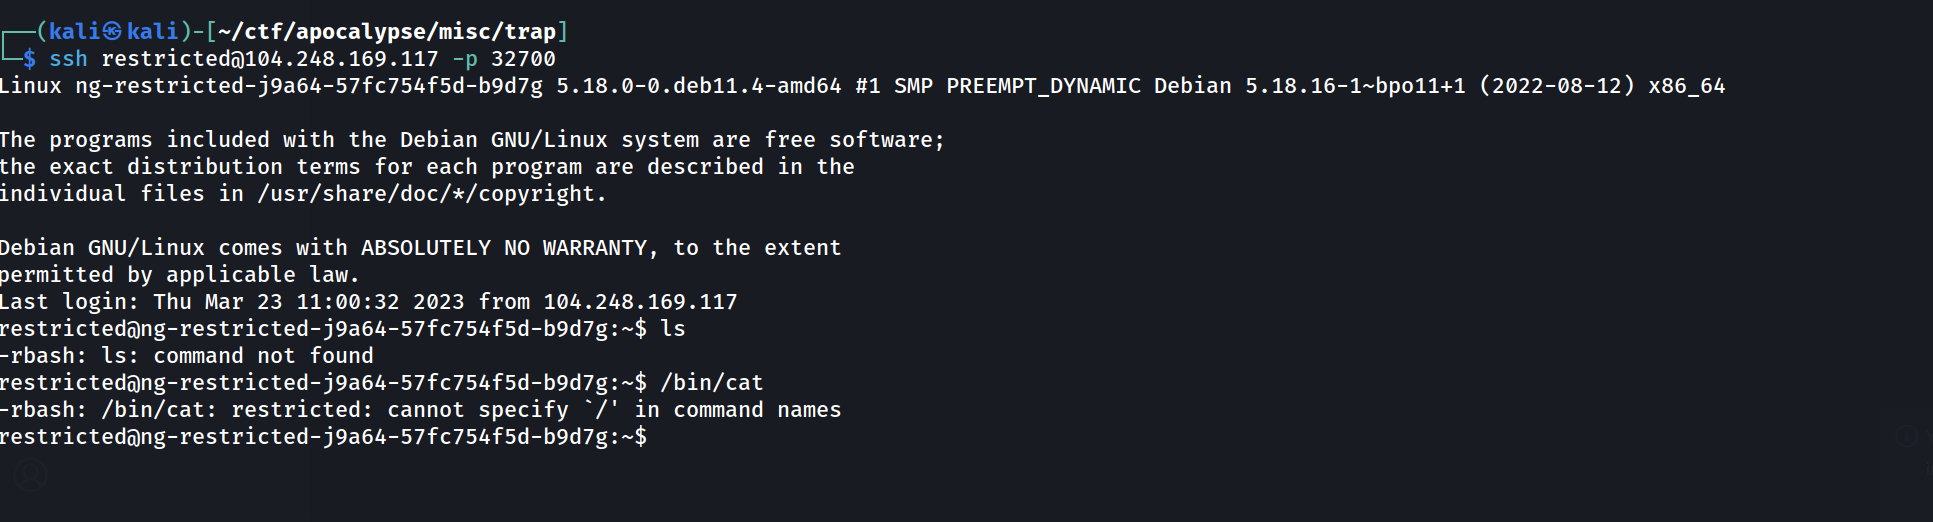 ┌──(kali㉿kali)-[~/ctf/apocalypse/misc/trap]
└─$ ssh restricted@104.248.169.117 -p 32700
Linux ng-restricted-j9a64-57fc754f5d-b9d7g 5.18.0-0.deb11.4-amd64 #1 SMP PREEMPT_DYNAMIC Debian 5.18.16-1~bpo11+1 (2022-08-12) x86_64
The programs included with the Debian GNU/Linux system are free software;
the exact distribution terms for each program are described in the
individual files in /usr/share/doc/*/copyright.
Debian GNU/Linux comes with ABSOLUTELY NO WARRANTY, to the extent
permitted by applicable law.
Last login: Thu Mar 23 11:00:32 2023 from 104.248.169.117
restricted@ng-restricted-j9a64-57fc754f5d-b9d7g:~$ ls
-rbash: ls: command not found
restricted@ng-restricted-j9a64-57fc754f5d-b9d7g:~$ /bin/cat
-rbash: /bin/cat: restricted: cannot specify `/' in command names
restricted@ng-restricted-j9a64-57fc754f5d-b9d7g:~$